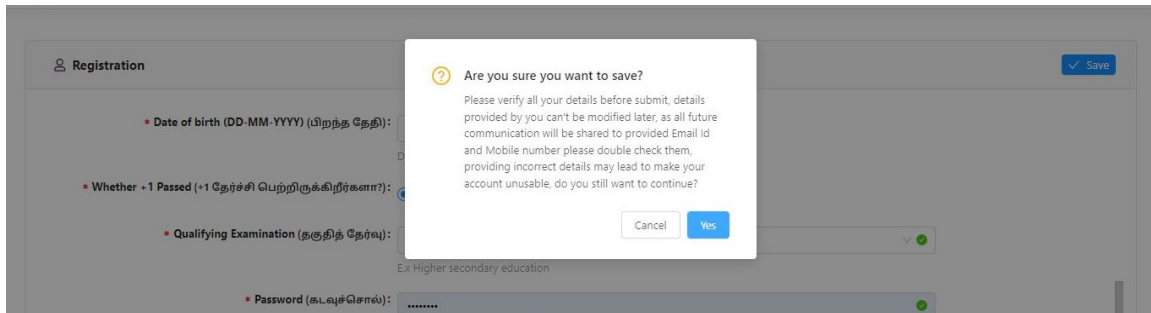 Registration
Save
Are you sure you want to save?
Please verify all your details before submit, details
provided by you can't be modified later, as all future
communication will be shared to provided Email Id
and Mobile number please double check them,
providing incorrect details may lead to make your
account unusable, do you still want to continue?
Cancel Yes
* Date of birth (DD-MM-YYYY) (பிறந்த தேதி):
D
* Whether +1 Passed (+1 தேர்ச்சி பெற்றிருக்கிறீர்களா?):
* Qualifying Examination (தகுதித் தேர்வு):
E.x Higher secondary education
* Password (கடவுச்சொல்): ........